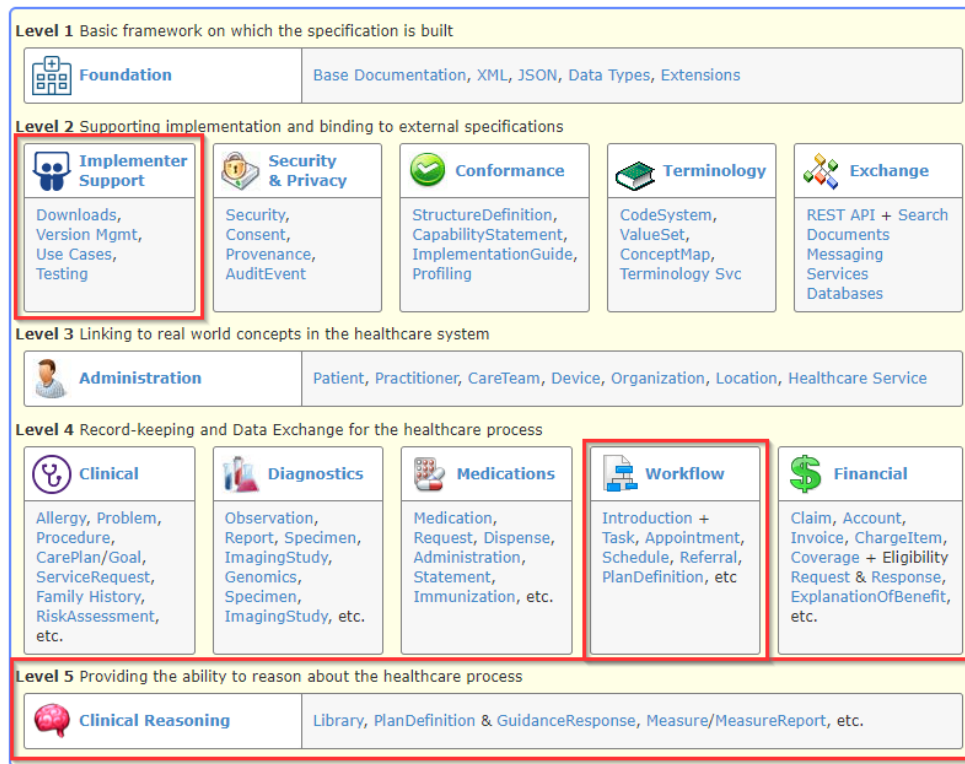 Level 1 Basic framework on which the specification is built
Foundation
Base Documentation, XML, JSON, Data Types, Extensions
Level 2 Supporting implementation and binding to external specifications
Implementer
Support
Downloads,
Version Mgmt,
Use Cases,
Testing
Security
& Privacy
Security,
Consent,
Provenance,
AuditEvent
Conformance
StructureDefinition,
CapabilityStatement,
ImplementationGuide,
Profiling
Terminology
CodeSystem,
ValueSet,
ConceptMap,
Terminology Svc
Exchange
REST API + Search
Documents
Messaging
Services
Databases
Level 3 Linking to real world concepts in the healthcare system
Administration
Patient, Practitioner, CareTeam, Device, Organization, Location, Healthcare Service
Level 4 Record-keeping and Data Exchange for the healthcare process
Clinical
Allergy, Problem,
Procedure,
CarePlan/Goal,
ServiceRequest,
Family History,
RiskAssessment,
etc.
Diagnostics
Observation,
Report, Specimen,
ImagingStudy,
Genomics,
Specimen,
ImagingStudy, etc.
Medications
Medication,
Request, Dispense,
Administration,
Statement,
Immunization, etc.
Workflow
Introduction +
Task, Appointment,
Schedule, Referral,
PlanDefinition, etc
Financial
Claim, Account,
Invoice, ChargeItem,
Coverage + Eligibility
Request & Response,
ExplanationOfBenefit,
etc.
Level 5 Providing the ability to reason about the healthcare process
Clinical Reasoning
Library, PlanDefinition & GuidanceResponse, Measure/MeasureReport, etc.